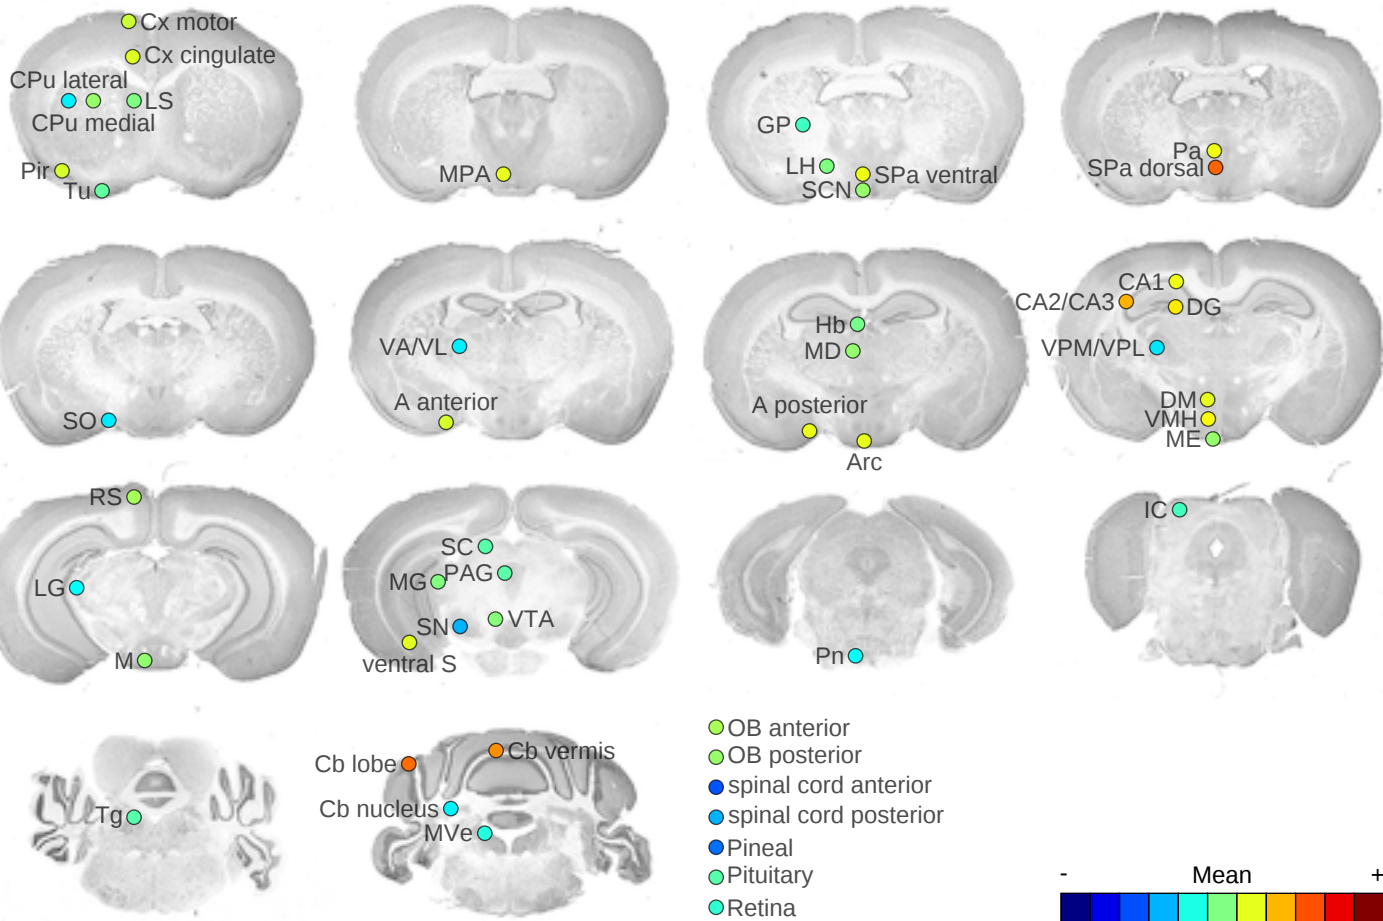 Cx motor
Cx cingulate
CPu lateral
LS
CPu medial
Pir
Tu
MPA
GP
LH
SPa ventral
SCN
Pa
SPa dorsal
SO
VA/VL
A anterior
Hb
MD
A posterior
Arc
CA1
CA2/CA3
DG
VPM/VPL
DM
VMH
ME
RS
LG
M
SC
MG
PAG
SN
VTA
ventral S
Pn
IC
Tg
Cb lobe
Cb vermis
Cb nucleus
MVe
OB anterior
OB posterior
spinal cord anterior
spinal cord posterior
Pineal
Pituitary
Retina
- Mean +